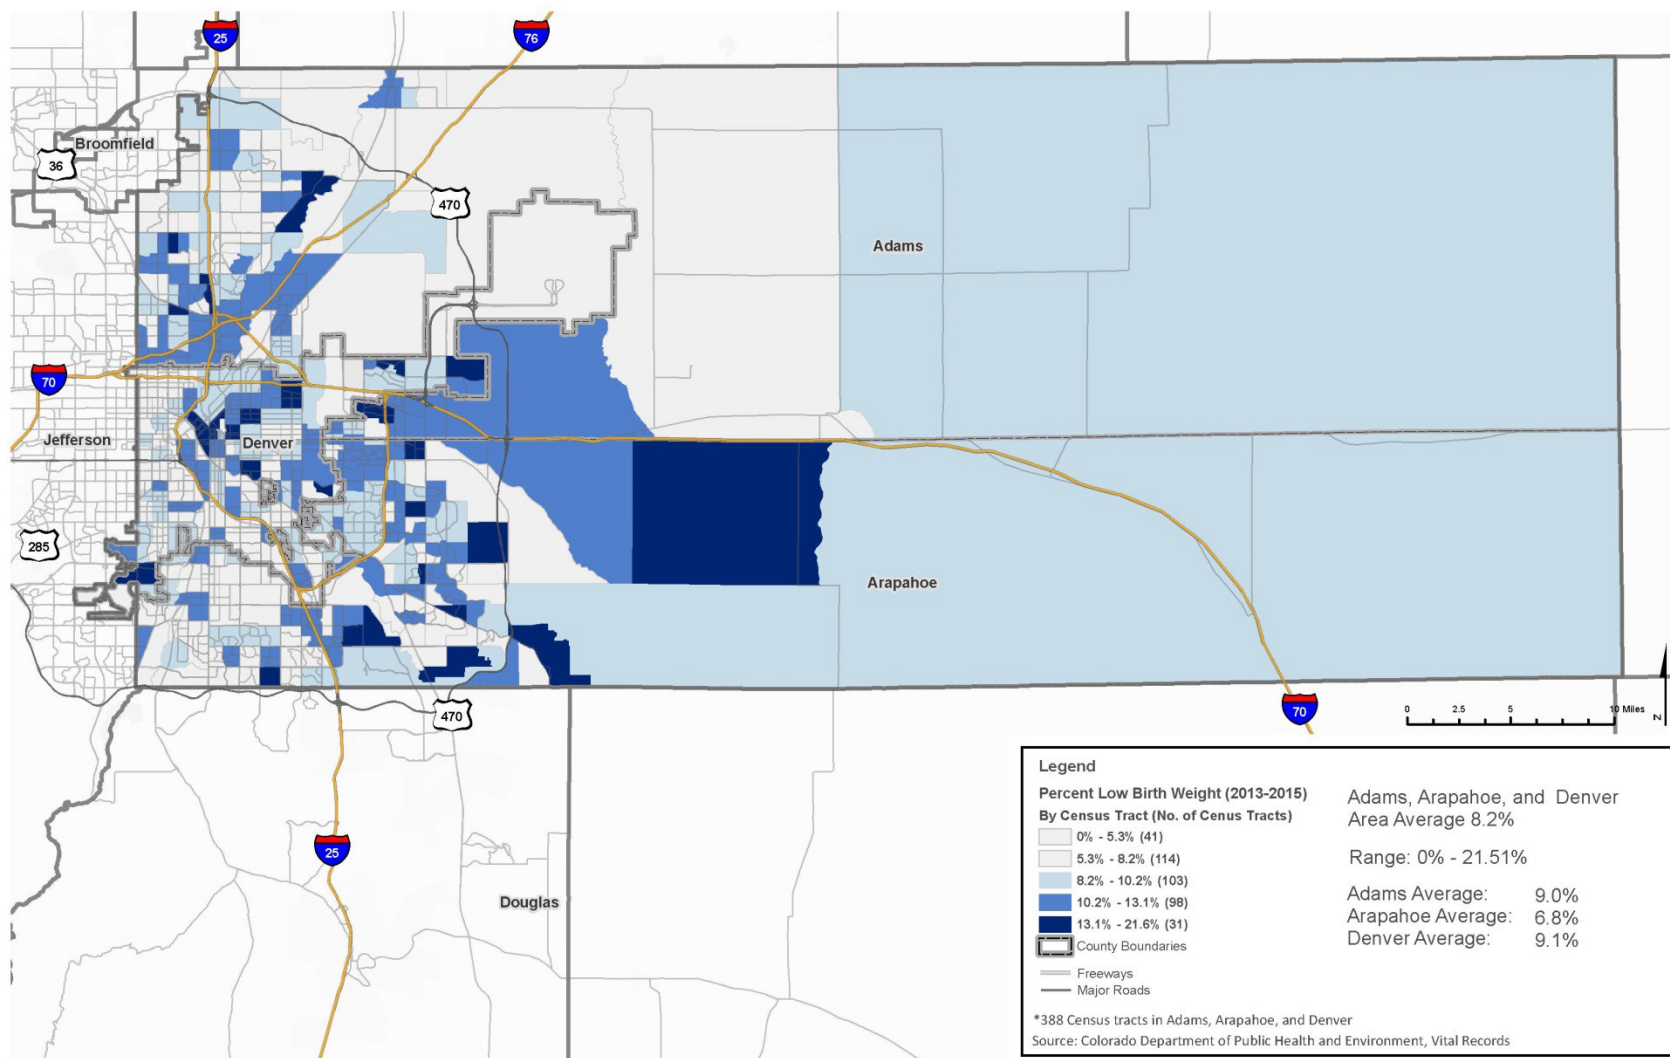 25
76
Broomfield
36
470
Adams
70
Jefferson
Denver
285
Arapahoe
70
470
0 2.5 5 10 Miles
N
25
Douglas
Legend
Percent Low Birth Weight (2013-2015)
By Census Tract (No. of Cenus Tracts)
0% - 5.3% (41)
5.3% - 8.2% (114)
8.2% - 10.2% (103)
10.2% - 13.1% (98)
13.1% - 21.6% (31)
County Boundaries
Freeways
Major Roads
Adams, Arapahoe, and Denver
Area Average 8.2%
Range: 0% - 21.51%
Adams Average: 9.0%
Arapahoe Average: 6.8%
Denver Average: 9.1%
*388 Census tracts in Adams, Arapahoe, and Denver
Source: Colorado Department of Public Health and Environment, Vital Records